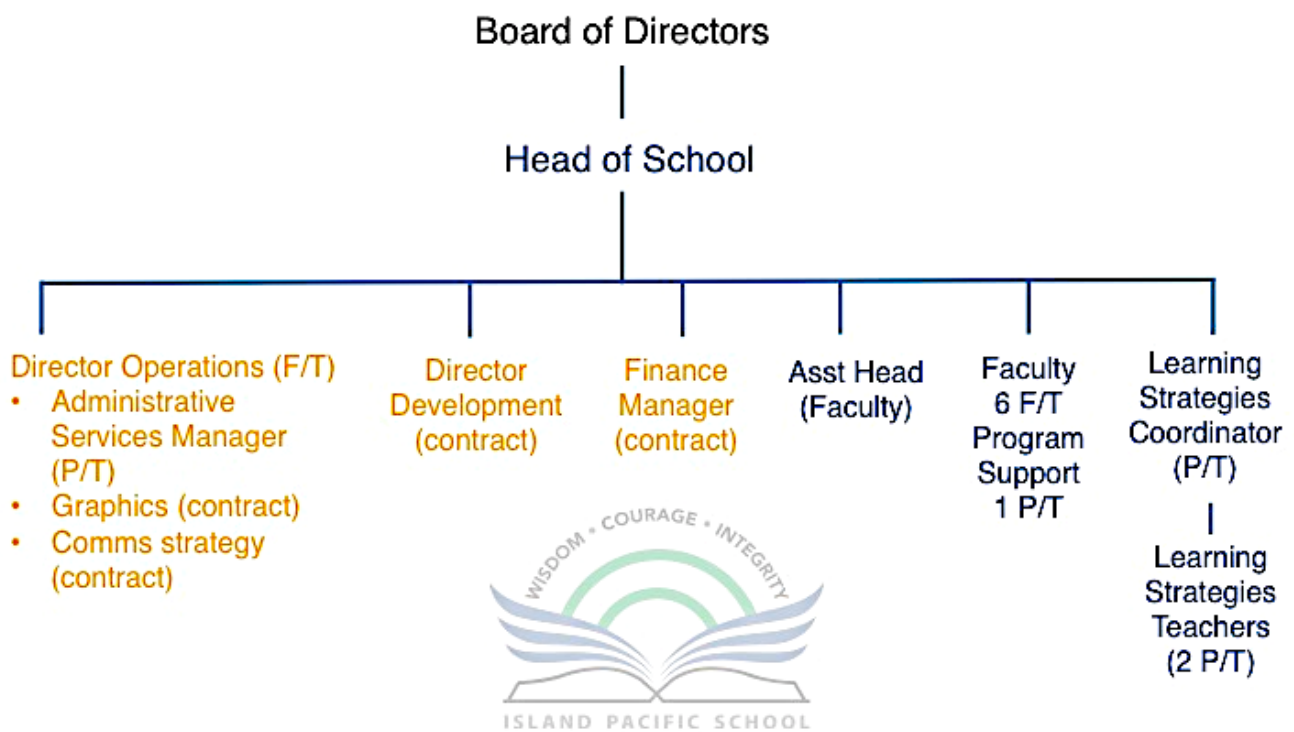 Board of Directors
Head of School
Director Operations (F/T)
• Administrative
Services Manager
(P/T)
• Graphics (contract)
• Comms strategy
(contract)
Director
Development
(contract)
Finance
Manager
(contract)
Asst Head
(Faculty)
Faculty
6 F/T
Program
Support
1 P/T
Learning
Strategies
Coordinator
(P/T)
Learning
Strategies
Teachers
(2 P/T)
WISDOM • COURAGE • INTEGRITY
ISLAND PACIFIC SCHOOL